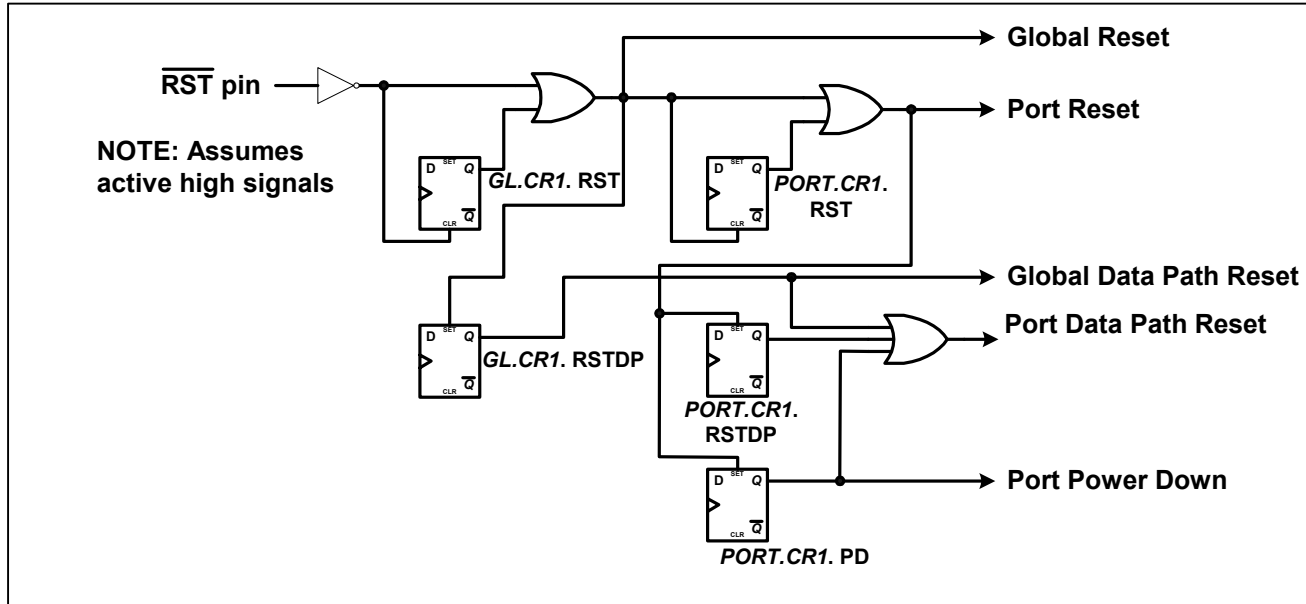 Global Reset
RST pin
Port Reset
NOTE: Assumes
active high signals
D SET Q
Q
CLR
GL.CR1. RST
D SET Q
Q
CLR
PORT.CR1.
RST
Global Data Path Reset
Port Data Path Reset
D SET Q
Q
CLR
GL.CR1. RSTDP
D SET Q
Q
CLR
PORT.CR1.
RSTDP
D SET Q
Q
CLR
Port Power Down
PORT.CR1. PD